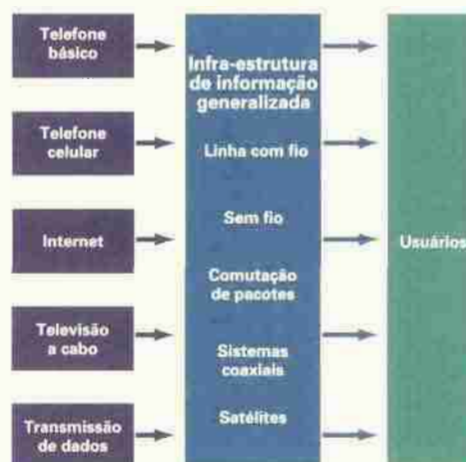 Telefone
básico
Telefone
celular
Internet
Televisão
a cabo
Transmissão
de dados
Infra-estrutura
de informação
generalizada
Linha com fio
Sem fio
Comutação
de pacotes
Sistemas
coaxiais
Satélites
Usuários